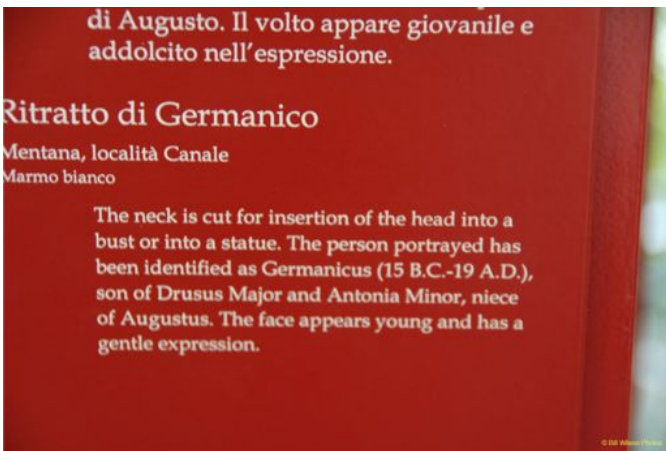 di Augusto. Il volto appare giovanile e
addolcito nell'espressione.
Ritratto di Germanico
Mentana, località Canale
Marmo bianco
The neck is cut for insertion of the head into a
bust or into a statue. The person portrayed has
been identified as Germanicus (15 B.C.-19 A.D.),
son of Drusus Major and Antonia Minor, niece
of Augustus. The face appears young and has a
gentle expression.
© Bill Wilson Photos